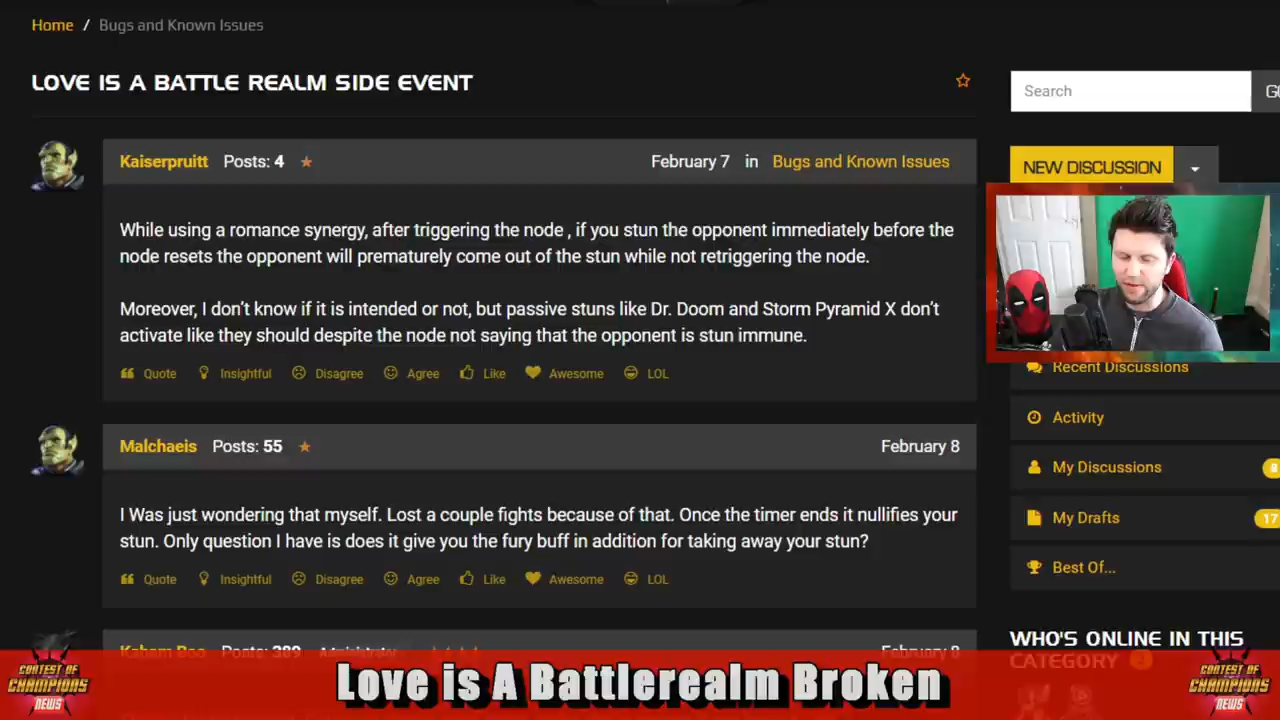 Home / Bugs and Known Issues
LOVE IS A BATTLE REALM SIDE EVENT
Search
GO
Kaiserpruitt Posts: 4 February 7 in Bugs and Known Issues
NEW DISCUSSION
While using a romance synergy, after triggering the node , if you stun the opponent immediately before the
node resets the opponent will prematurely come out of the stun while not retriggering the node.
Moreover, I don't know if it is intended or not, but passive stuns like Dr. Doom and Storm Pyramid X don't
activate like they should despite the node not saying that the opponent is stun immune.
Quote Insightful Disagree Agree Like Awesome LOL
Recent Discussions
Activity
My Discussions 8
My Drafts 17
Best Of...
Malchaeis Posts: 55 February 8
I Was just wondering that myself. Lost a couple fights because of that. Once the timer ends it nullifies your
stun. Only question I have is does it give you the fury buff in addition for taking away your stun?
Quote Insightful Disagree Agree Like Awesome LOL
WHO'S ONLINE IN THIS
CATEGORY
Kabam Boo Posts: 389 Administrator February 8
CONTEST OF
CHAMPIONS
NEWS
Love is A Battlerealm Broken
CONTEST OF
CHAMPIONS
NEWS